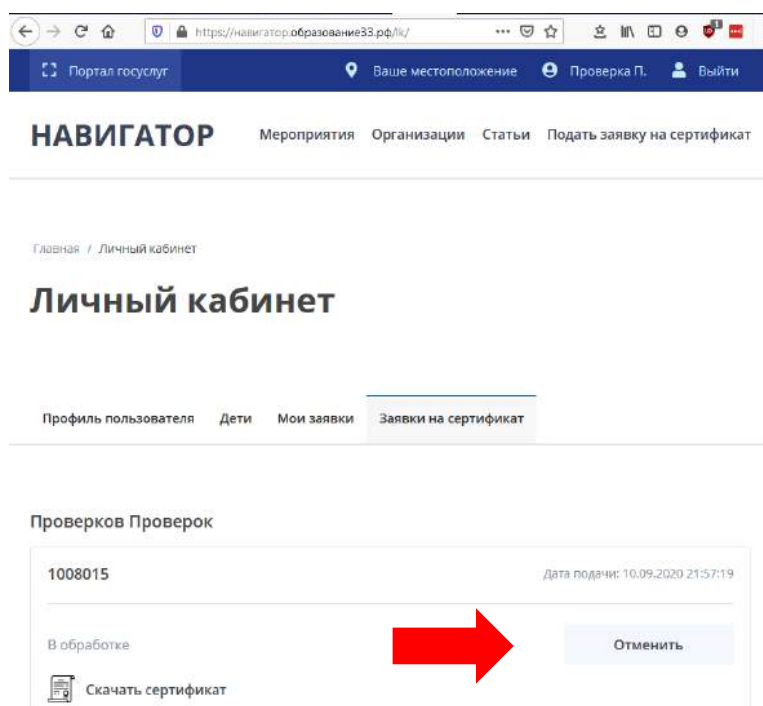 https://навигатор.образование33.рф/lk/
Портал госуслуг Ваше местоположение Проверка П. Выйти
НАВИГАТОР Мероприятия Организации Статьи Подать заявку на сертификат
Главная / Личный кабинет
Личный кабинет
Профиль пользователя Дети Мои заявки Заявки на сертификат
Проверков Проверок
1008015 Дата подачи: 10.09.2020 21:57:19
В обработке Отменить
Скачать сертификат